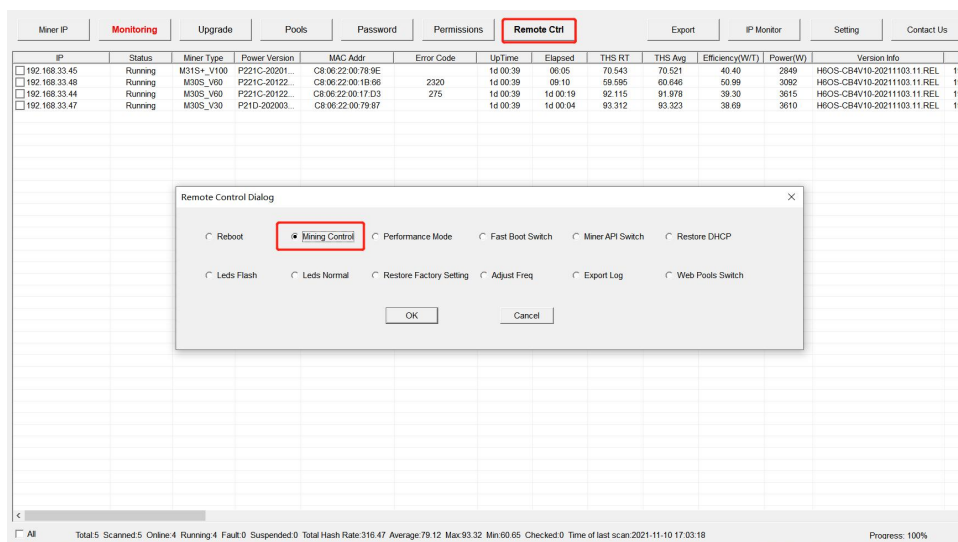 Miner IP Monitoring Upgrade Pools Password Permissions Remote Ctrl Export IP Monitor Setting Contact Us
IP Status Miner Type Power Version MAC Addr Error Code UpTime Elapsed THS RT THS Avg Efficiency(W/T) Power(W) Version Info
192.168.33.45 Running M31S+_V100 P221C-20201... C8:06:22:00:78:9E 1d 00:39 06:05 70.543 70.521 40.40 2849 H6OS-CB4V10-20211103.11.REL
192.168.33.48 Running M30S_V60 P221C-20122... C8:06:22:00:1B:66 2320 1d 00:39 09:10 59.595 60.646 50.99 3092 H6OS-CB4V10-20211103.11.REL
192.168.33.44 Running M30S_V60 P221C-20122... C8:06:22:00:17:D3 275 1d 00:39 1d 00:19 92.115 91.978 39.30 3615 H6OS-CB4V10-20211103.11.REL
192.168.33.47 Running M30S_V30 P21D-202003... C8:06:22:00:79:87 1d 00:39 1d 00:04 93.312 93.323 38.69 3610 H6OS-CB4V10-20211103.11.REL
Remote Control Dialog
Reboot Mining Control Performance Mode Fast Boot Switch Miner API Switch Restore DHCP
Leds Flash Leds Normal Restore Factory Setting Adjust Freq Export Log Web Pools Switch
OK Cancel
All Total:5 Scanned:5 Online:4 Running:4 Fault:0 Suspended:0 Total Hash Rate:316.47 Average:79.12 Max:93.32 Min:60.65 Checked:0 Time of last scan:2021-11-10 17:03:18 Progress: 100%